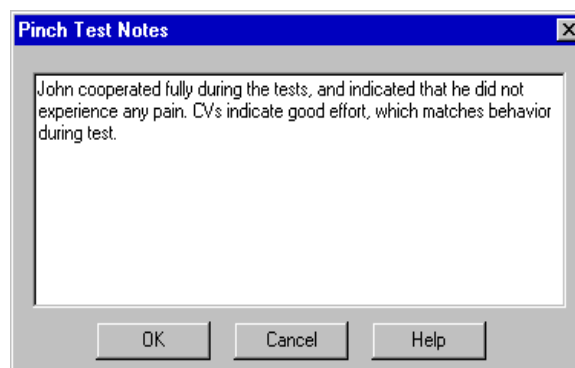 Pinch Test Notes
John cooperated fully during the tests, and indicated that he did not
experience any pain. CVs indicate good effort, which matches behavior
during test.
OK Cancel Help